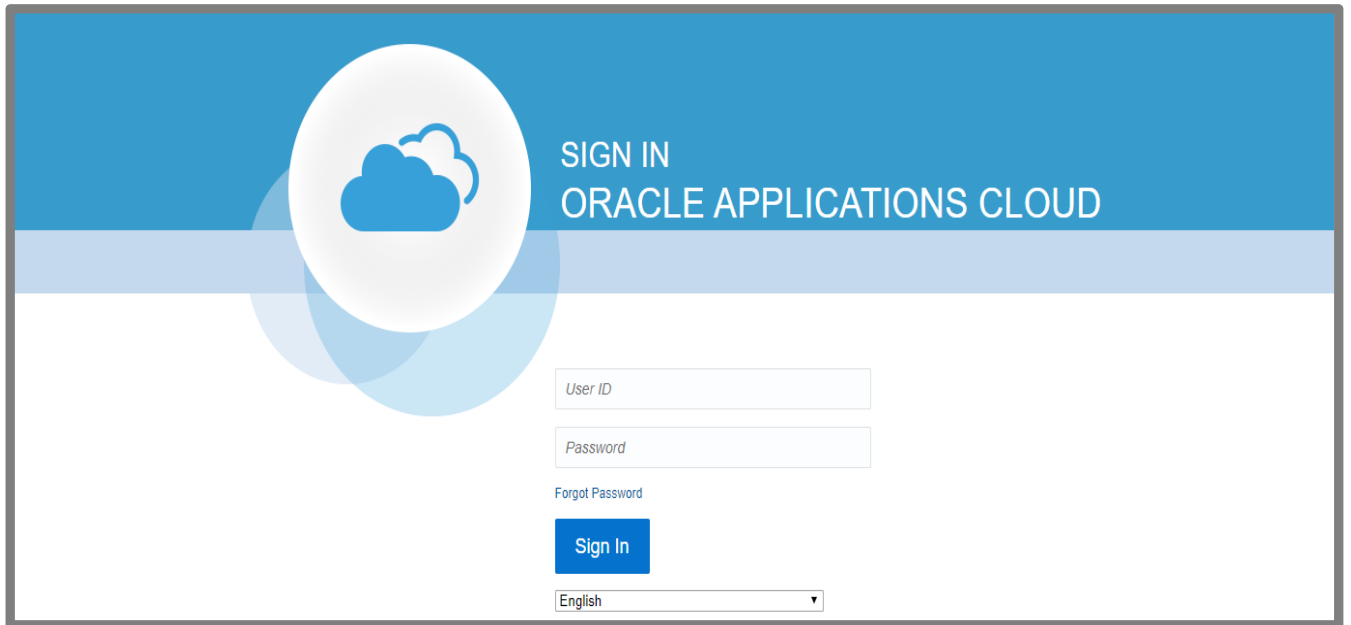 SIGN IN
ORACLE APPLICATIONS CLOUD
User ID
Password
Forgot Password
Sign In
English